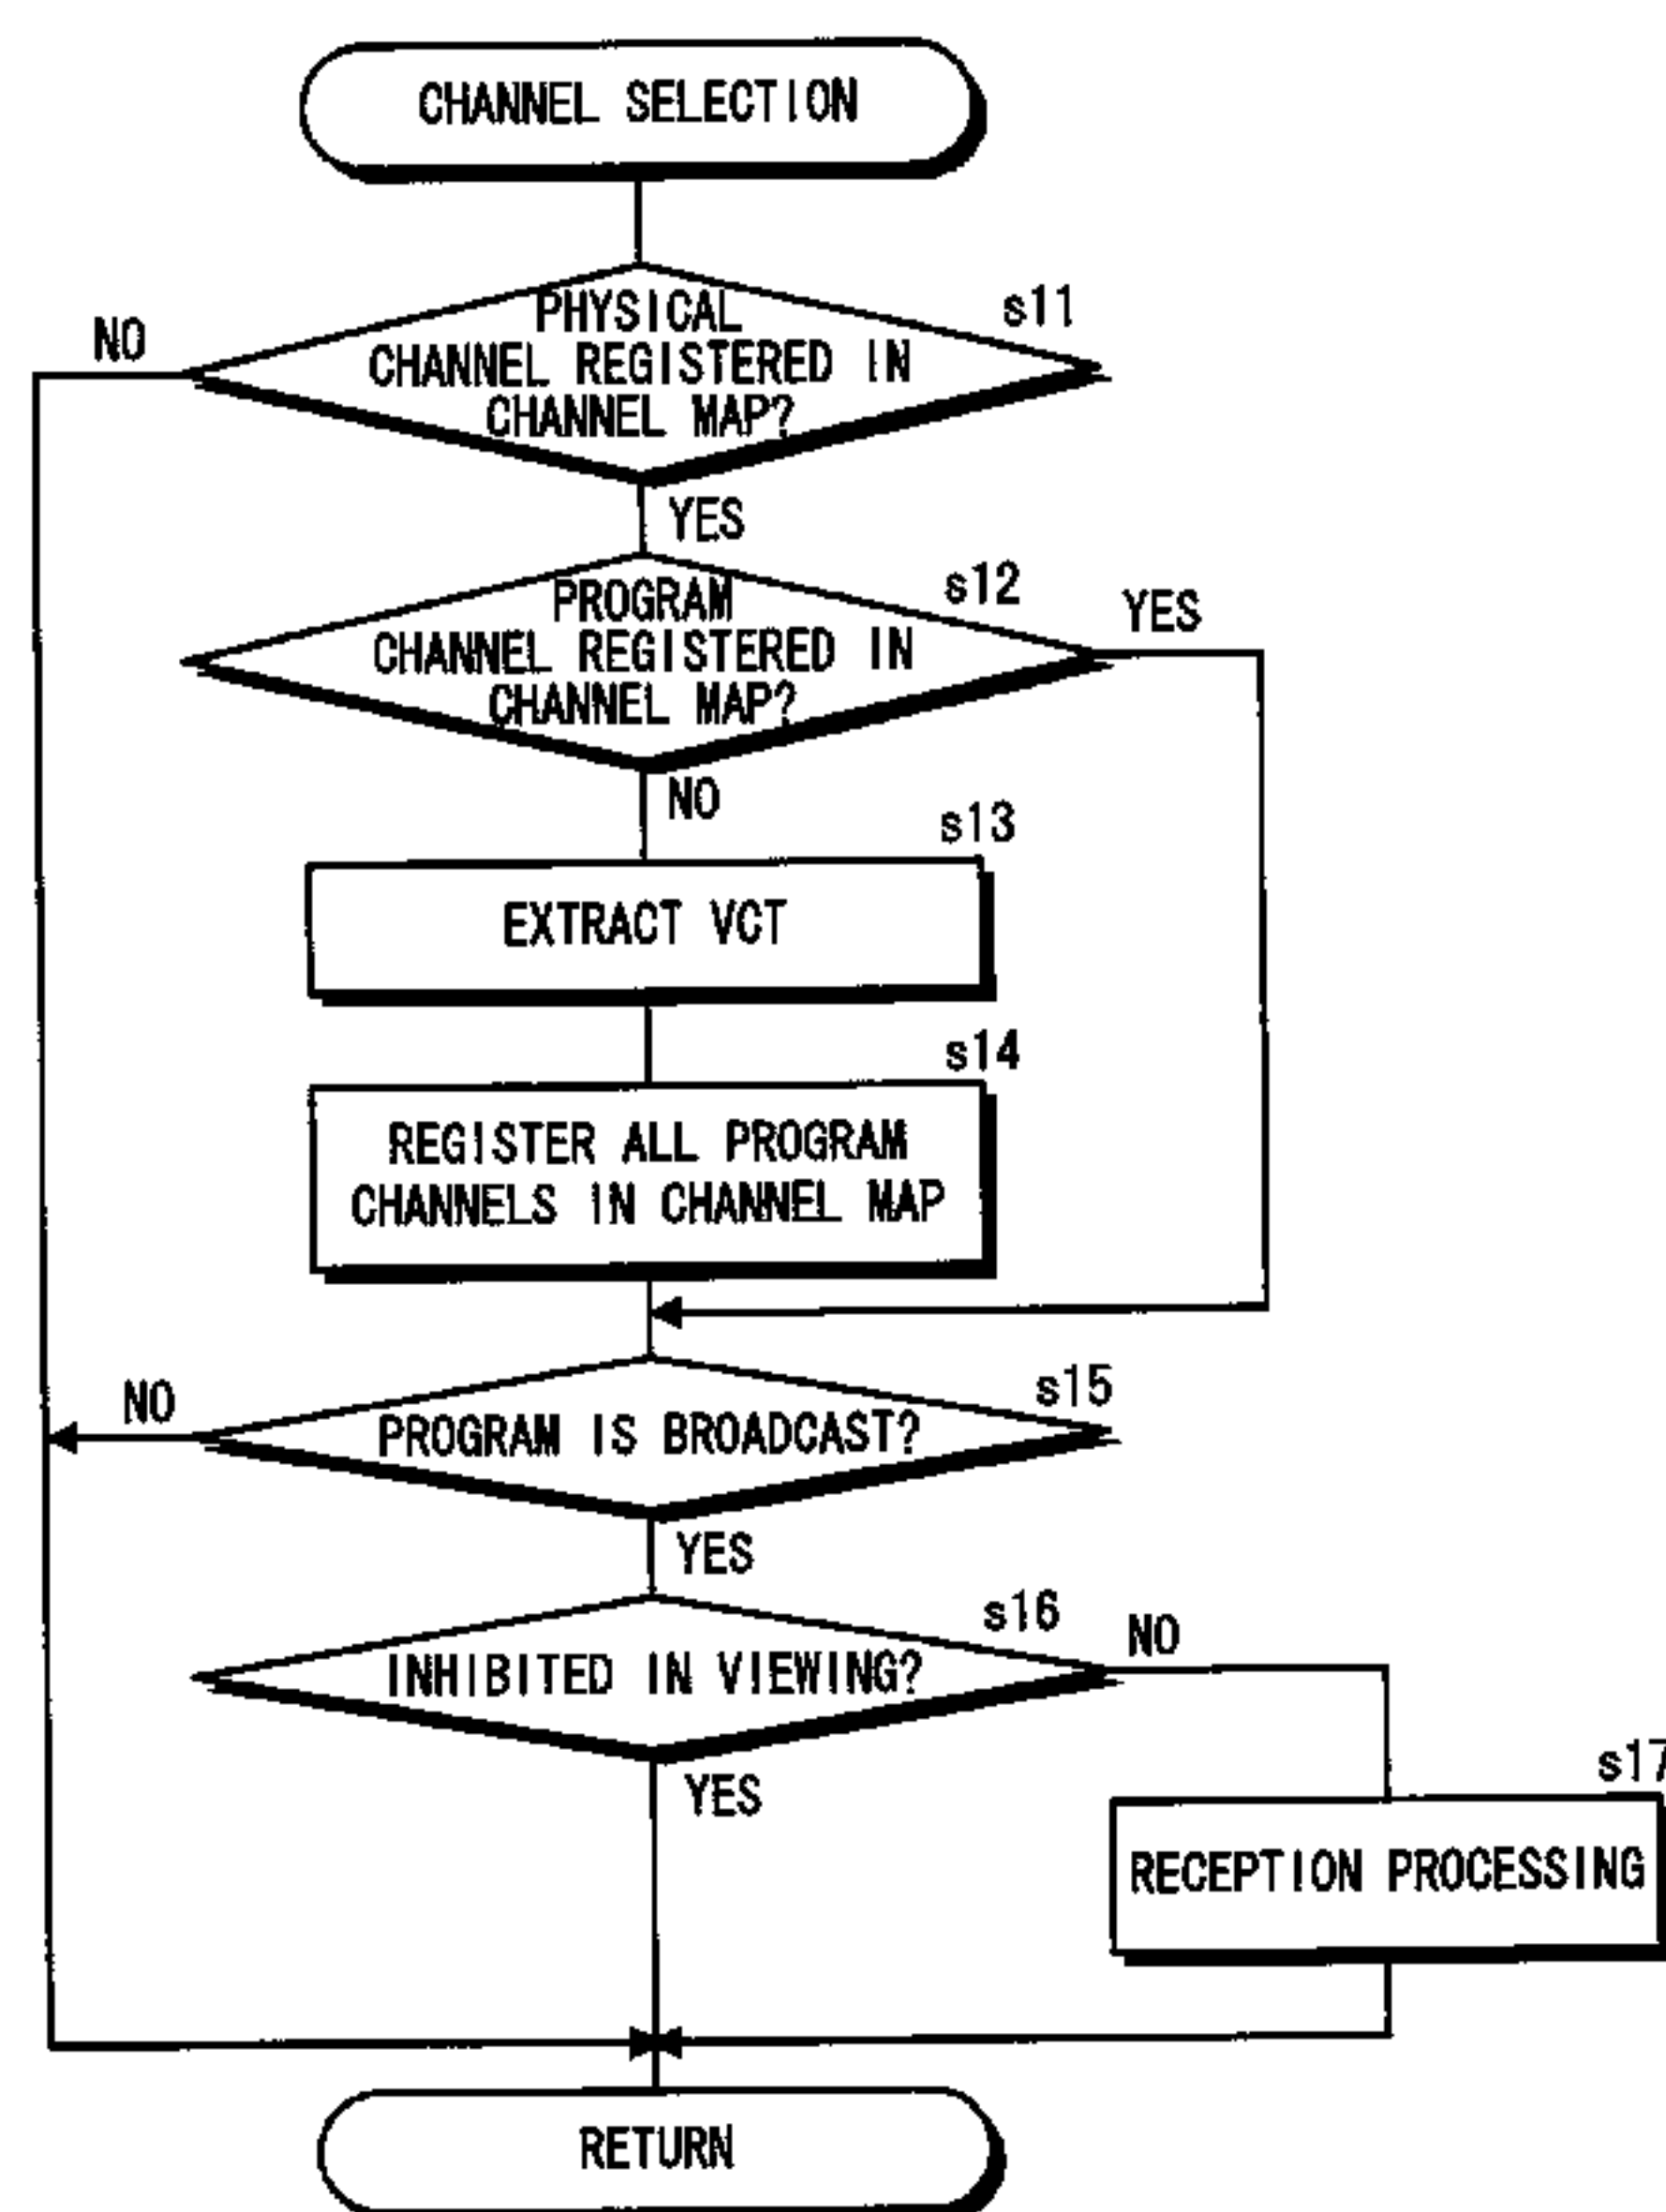 CHANNEL SELECTION
s11
NO
PHYSICAL
CHANNEL REGISTERED IN
CHANNEL MAP?
YES
s12
YES
PROGRAM
CHANNEL REGISTERED IN
CHANNEL MAP?
NO
s13
EXTRACT VCT
s14
REGISTER ALL PROGRAM
CHANNELS IN CHANNEL MAP
s15
NO
PROGRAM IS BROADCAST?
YES
s16
NO
INHIBITED IN VIEWING?
YES
s17
RECEPTION PROCESSING
RETURN